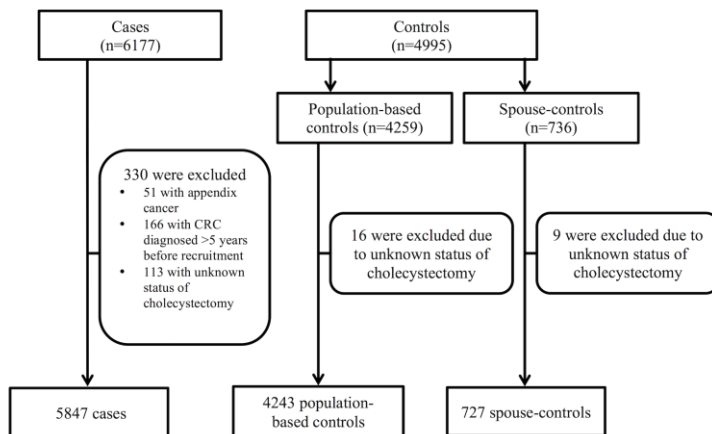 Cases
(n=6177)
Controls
(n=4995)
Population-based
controls (n=4259)
Spouse-controls
(n=736)
330 were excluded
• 51 with appendix
cancer
• 166 with CRC
diagnosed >5 years
before recruitment
• 113 with unknown
status of
cholecystectomy
16 were excluded due
to unknown status of
cholecystectomy
9 were excluded due to
unknown status of
cholecystectomy
5847 cases
4243 population-
based controls
727 spouse-controls